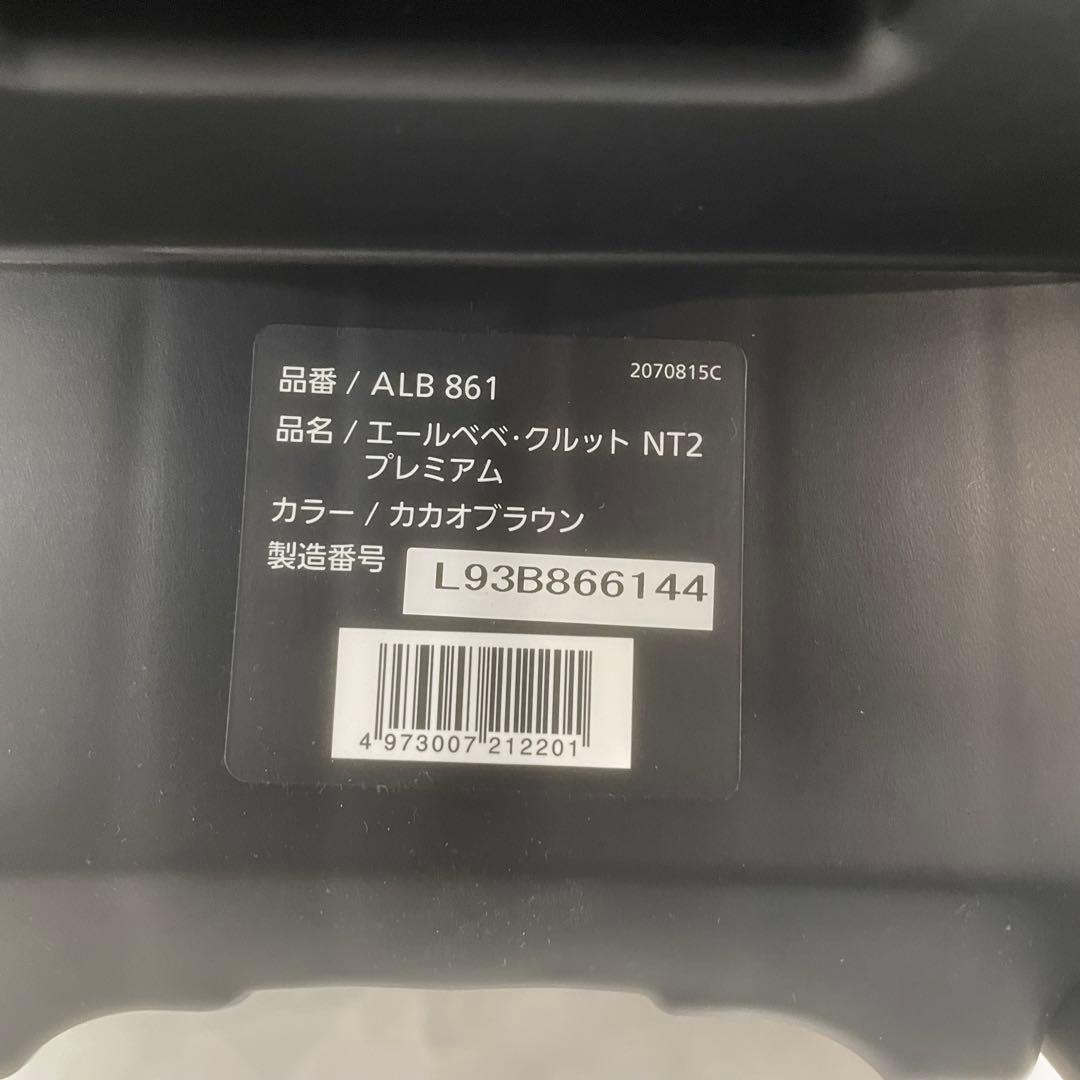 2070815C
品番 / ALB 861
品名 / エールベベ・クルット NT2
プレミアム
カラー / カカオブラウン
製造番号 L93B866144
4 973007 212201